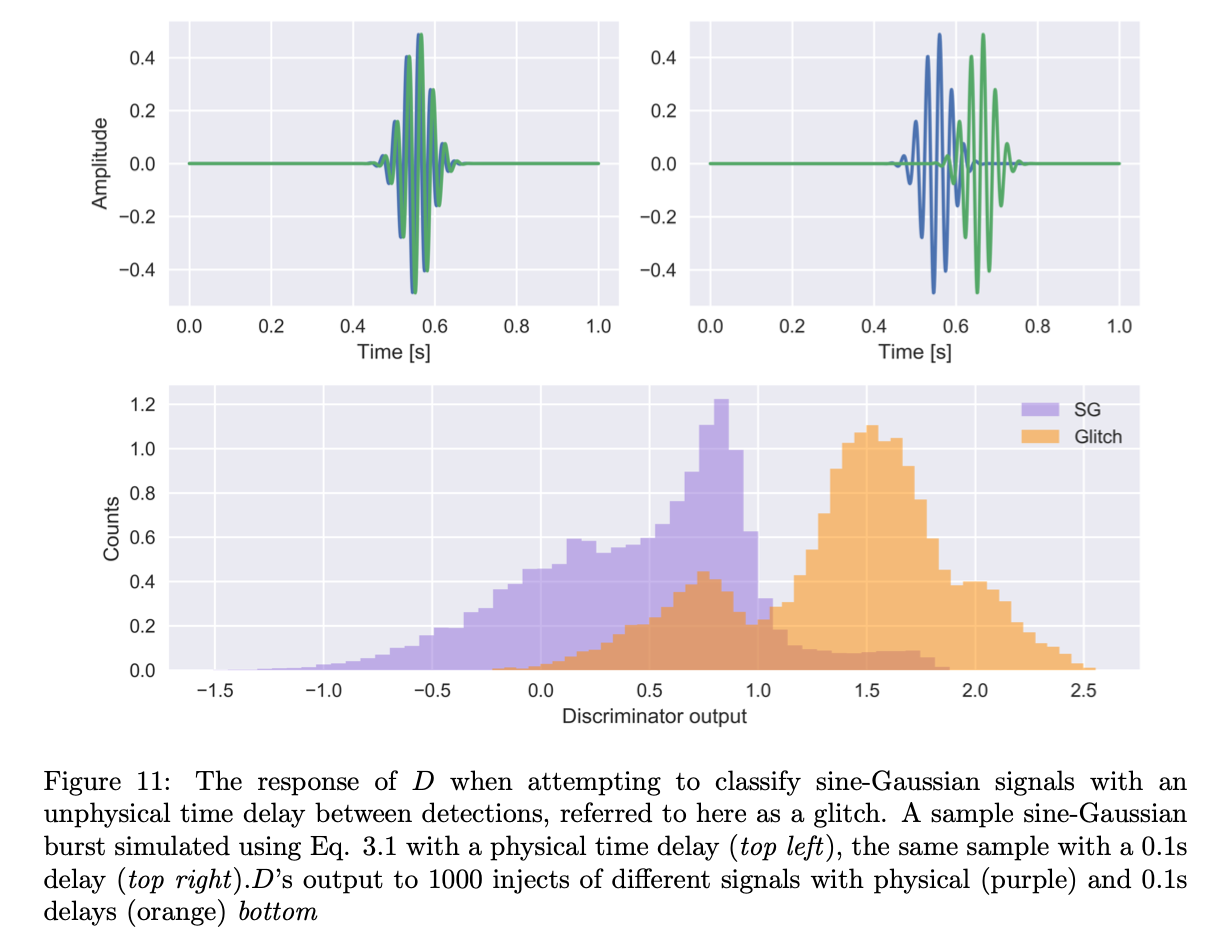 0.4
0.2
0.0
−0.2
−0.4
Amplitude
0.0 0.2 0.4 0.6 0.8 1.0
Time [s]
0.4
0.2
0.0
−0.2
−0.4
0.0 0.2 0.4 0.6 0.8 1.0
Time [s]
1.2
1.0
0.8
0.6
0.4
0.2
0.0
Counts
SG
Glitch
−1.5 −1.0 −0.5 0.0 0.5 1.0 1.5 2.0 2.5
Discriminator output
Figure 11: The response of D when attempting to classify sine-Gaussian signals with an
unphysical time delay between detections, referred to here as a glitch. A sample sine-Gaussian
burst simulated using Eq. 3.1 with a physical time delay (top left), the same sample with a 0.1s
delay (top right).D’s output to 1000 injects of different signals with physical (purple) and 0.1s
delays (orange) bottom